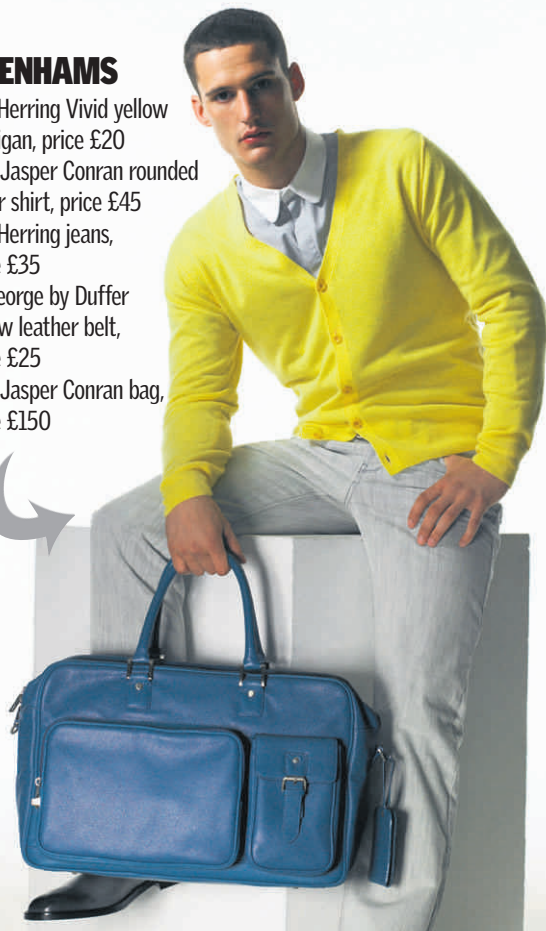 ENHAMS
Herring Vivid yellow
igan, price £20
Jasper Conran rounded
r shirt, price £45
Herring jeans,
e £35
eorge by Duffer
w leather belt,
e £25
Jasper Conran bag,
e £150